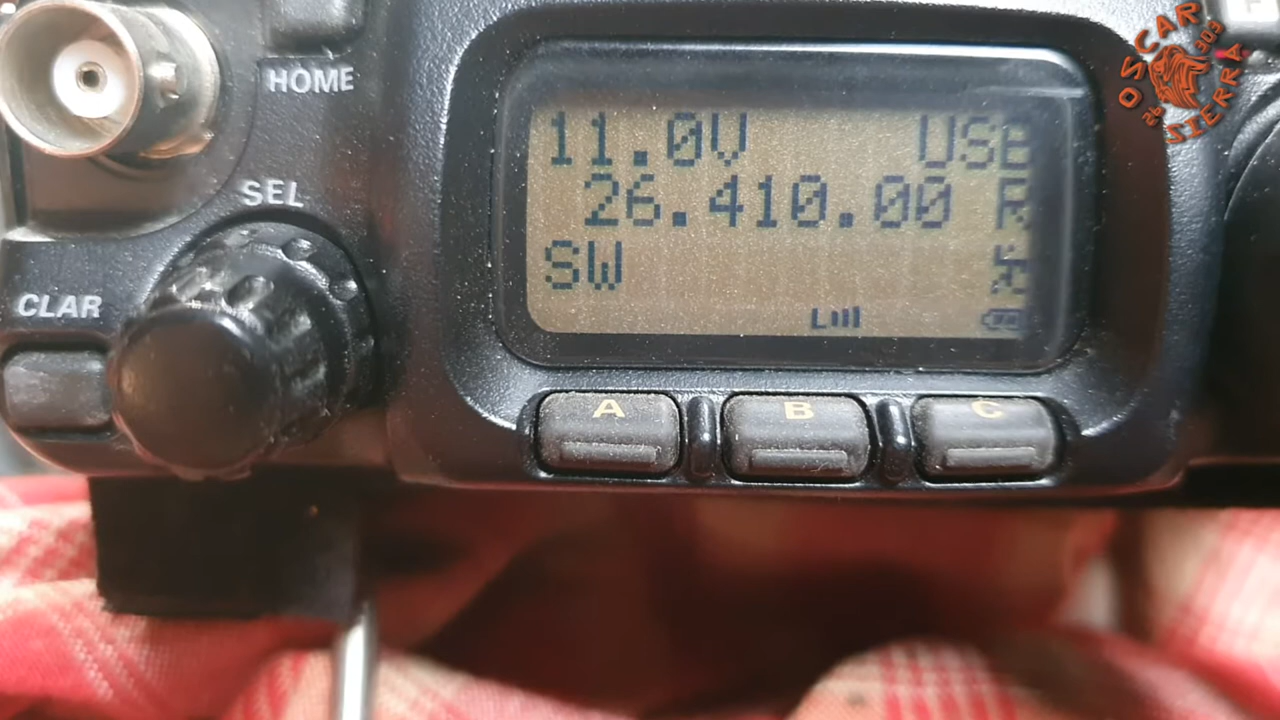 HOME
SEL
CLAR
11.0V USB
26.410.00
SW
A B C
OSCAR
SIERRA